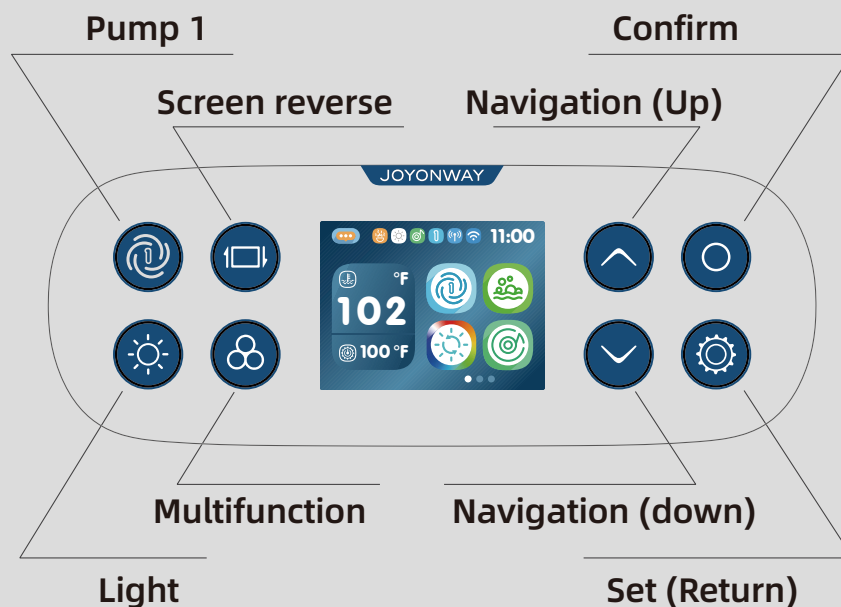 Pump 1
Confirm
Screen reverse
Navigation (Up)
JOYONWAY
11:00
°F
102
100 °F
Multifunction
Navigation (down)
Light
Set (Return)